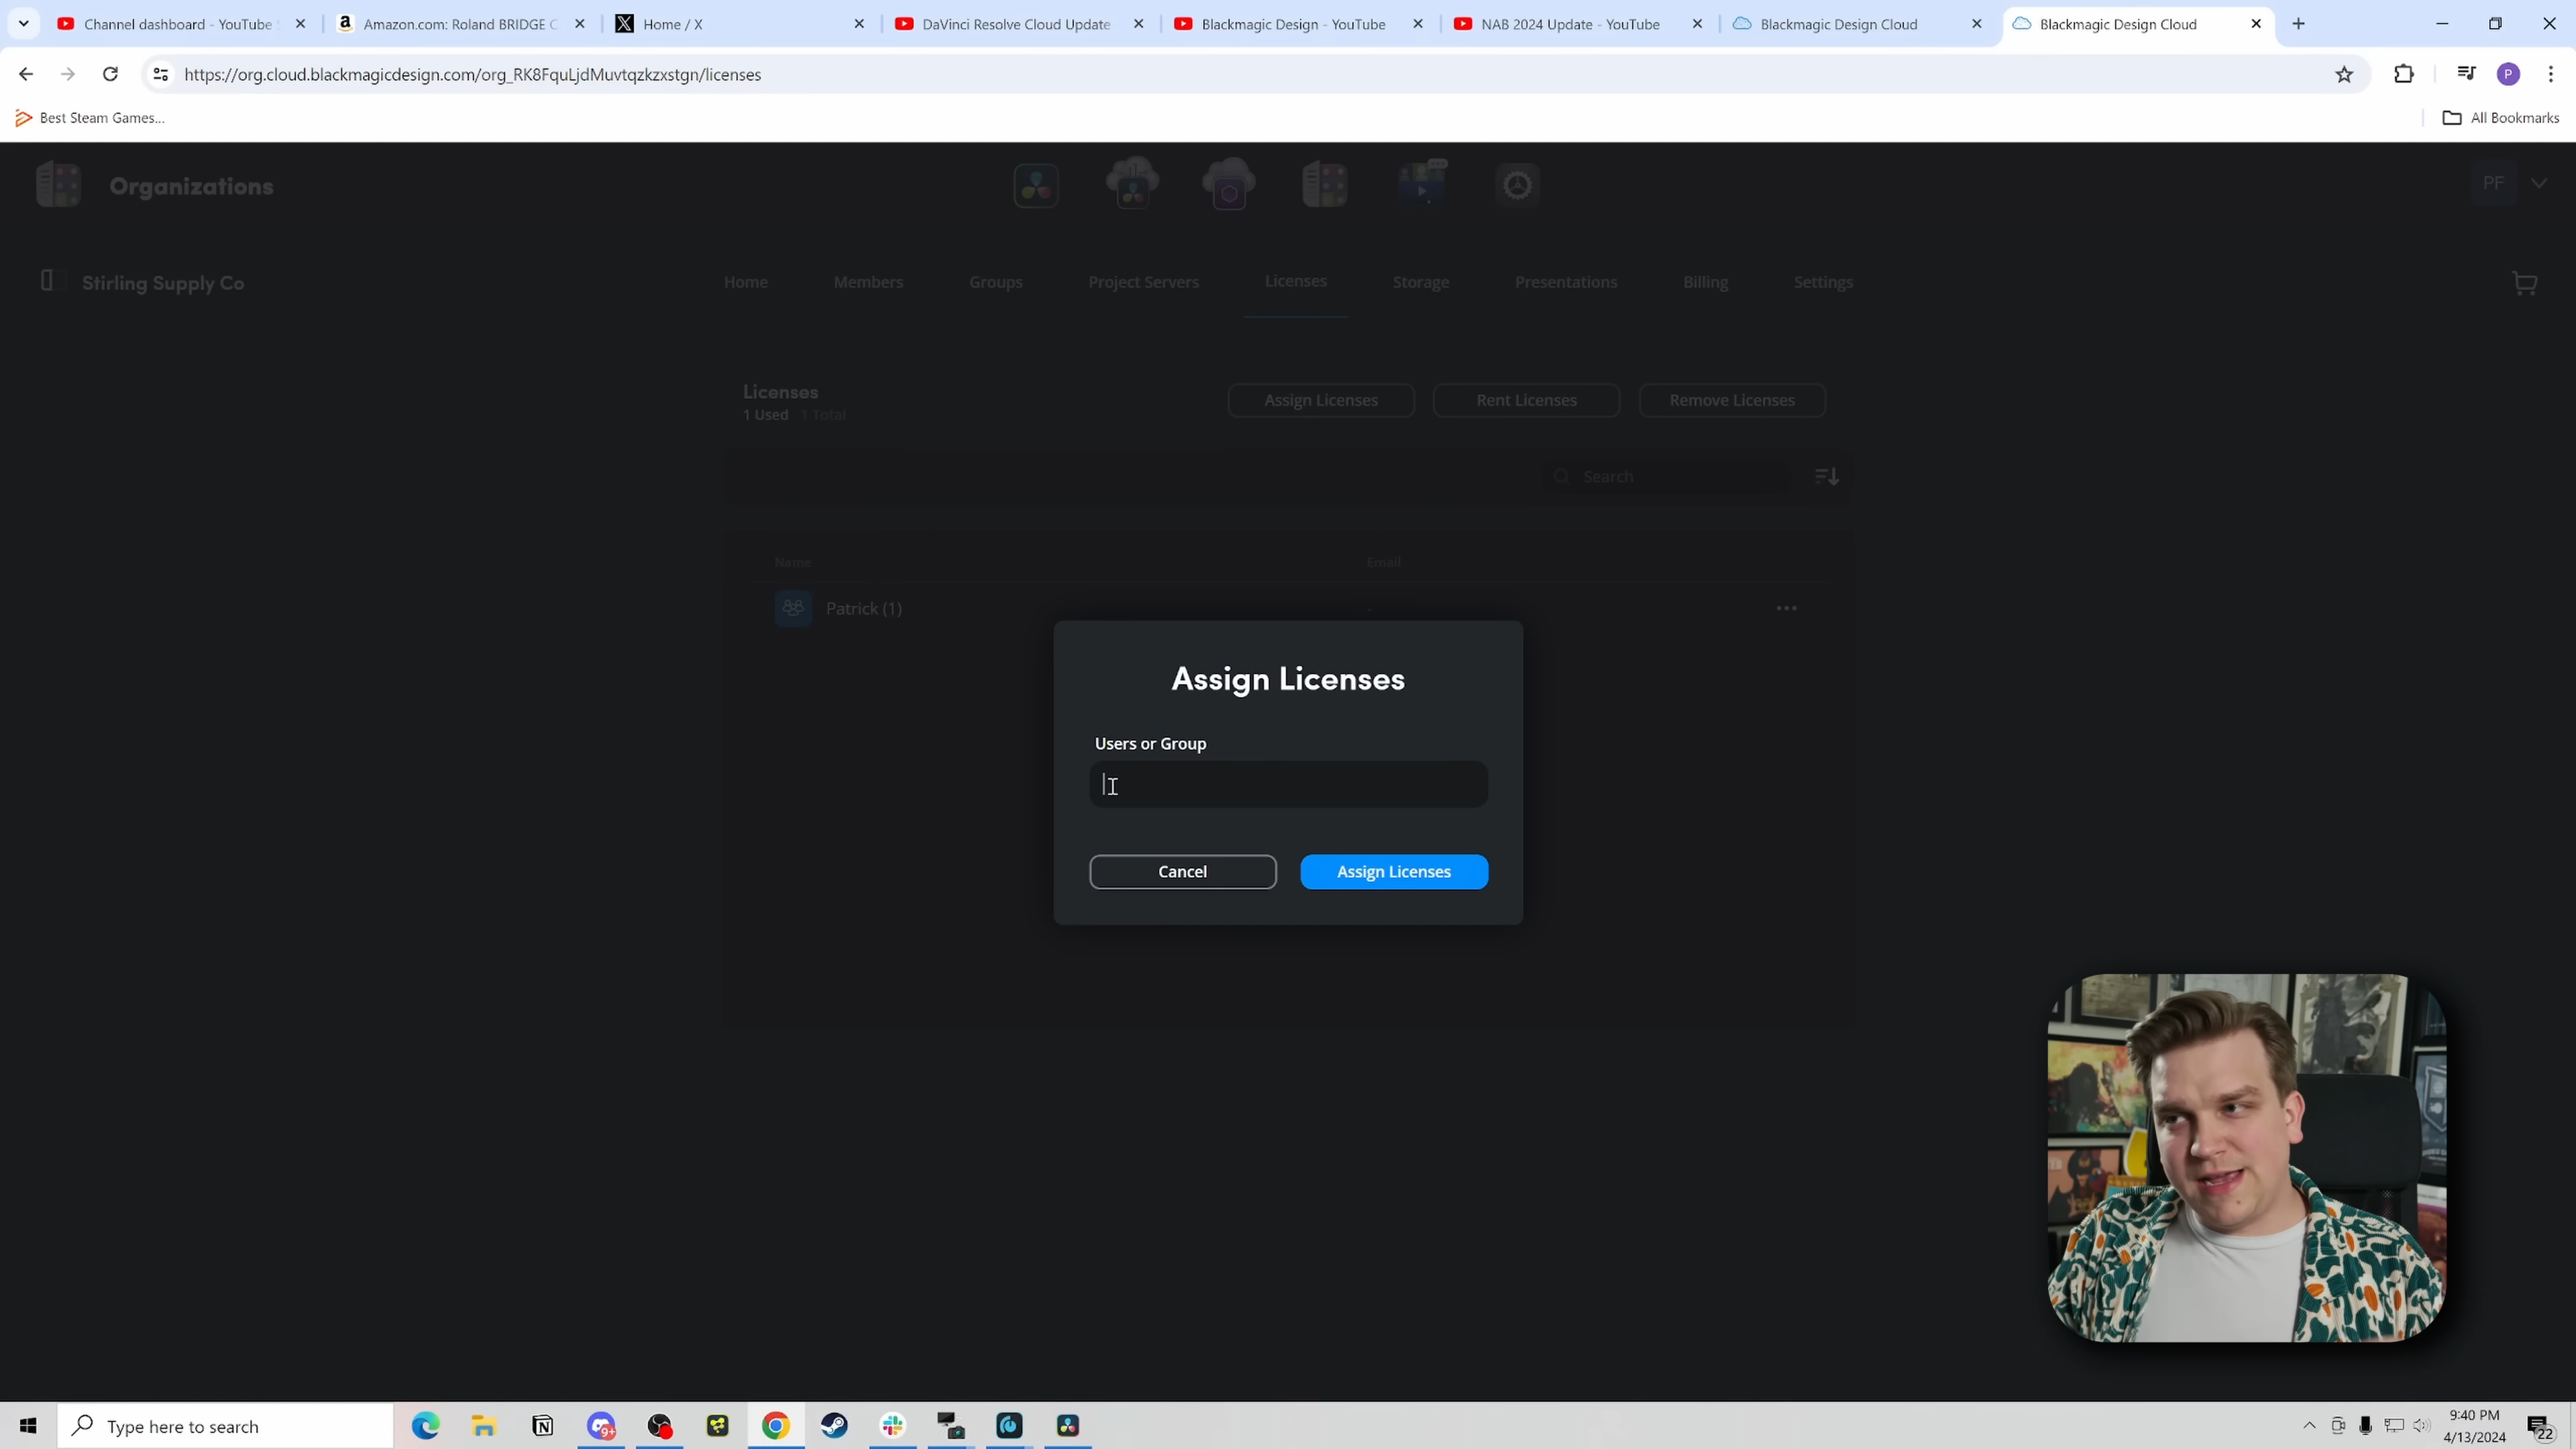 Channel dashboard - YouTube S
Amazon.com: Roland BRIDGE C
Home / X
DaVinci Resolve Cloud Update
Blackmagic Design - YouTube
NAB 2024 Update - YouTube
Blackmagic Design Cloud
Blackmagic Design Cloud
https://org.cloud.blackmagicdesign.com/org_RK8FquLjdMuvtqzkzxstgn/licenses
P
Best Steam Games...
All Bookmarks
Organizations
PF
Stirling Supply Co
Home
Members
Groups
Project Servers
Licenses
Storage
Presentations
Billing
Settings
Licenses
1 Used 1 Total
Assign Licenses
Rent Licenses
Remove Licenses
Search
Name
Email
Patrick (1)
-
Assign Licenses
Users or Group
Cancel
Assign Licenses
Type here to search
9+
9:40 PM
4/13/2024
22